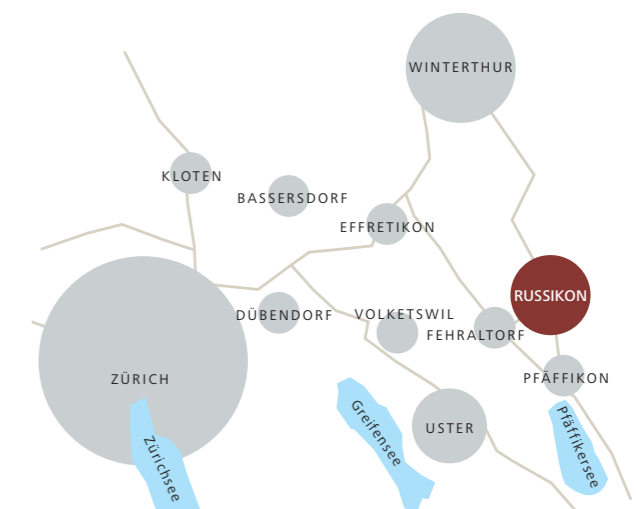 WINTERTHUR
KLOTEN
BASSERSDORF
EFFRETIKON
RUSSIKON
DÜBENDORF
VOLKETSWIL
FEHRALTORF
ZÜRICH
PFÄFFIKON
USTER
Greifensee
Pfäffikersee
Zürichsee